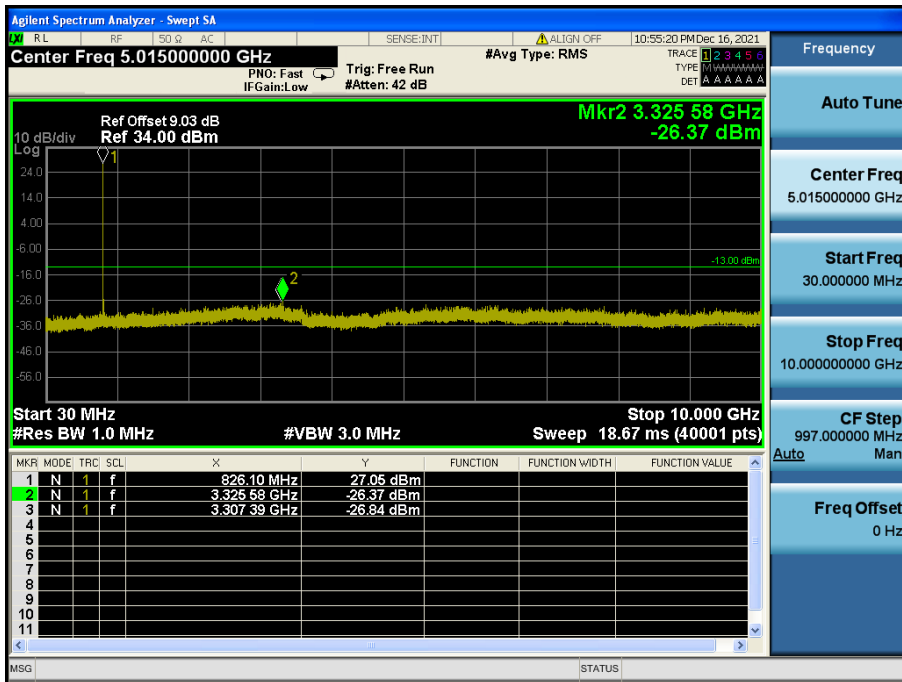 Agilent Spectrum Analyzer - Swept SA
LXI RL RF 50 Ω AC SENSE:INT ALIGN OFF 10:55:20 PM Dec 16, 2021
Center Freq 5.015000000 GHz #Avg Type: RMS TRACE 1 2 3 4 5 6
PNO: Fast Trig: Free Run TYPE M WWWWW
IFGain:Low #Atten: 42 dB DET A A A A A A
Mkr2 3.325 58 GHz
-26.37 dBm
Ref Offset 9.03 dB
10 dB/div Ref 34.00 dBm
Log
1
24.0
14.0
4.00
-6.00
-13.00 dBm
-16.0
2
-26.0
-36.0
-46.0
-56.0
Start 30 MHz Stop 10.000 GHz
#Res BW 1.0 MHz #VBW 3.0 MHz Sweep 18.67 ms (40001 pts)
MKR MODE TRC SCL X Y FUNCTION FUNCTION WIDTH FUNCTION VALUE
1 N 1 f 826.10 MHz 27.05 dBm
2 N 1 f 3.325 58 GHz -26.37 dBm
3 N 1 f 3.307 39 GHz -26.84 dBm
4
5
6
7
8
9
10
11
MSG STATUS
Frequency
Auto Tune
Center Freq
5.015000000 GHz
Start Freq
30.000000 MHz
Stop Freq
10.000000000 GHz
CF Step
997.000000 MHz
Auto Man
Freq Offset
0 Hz